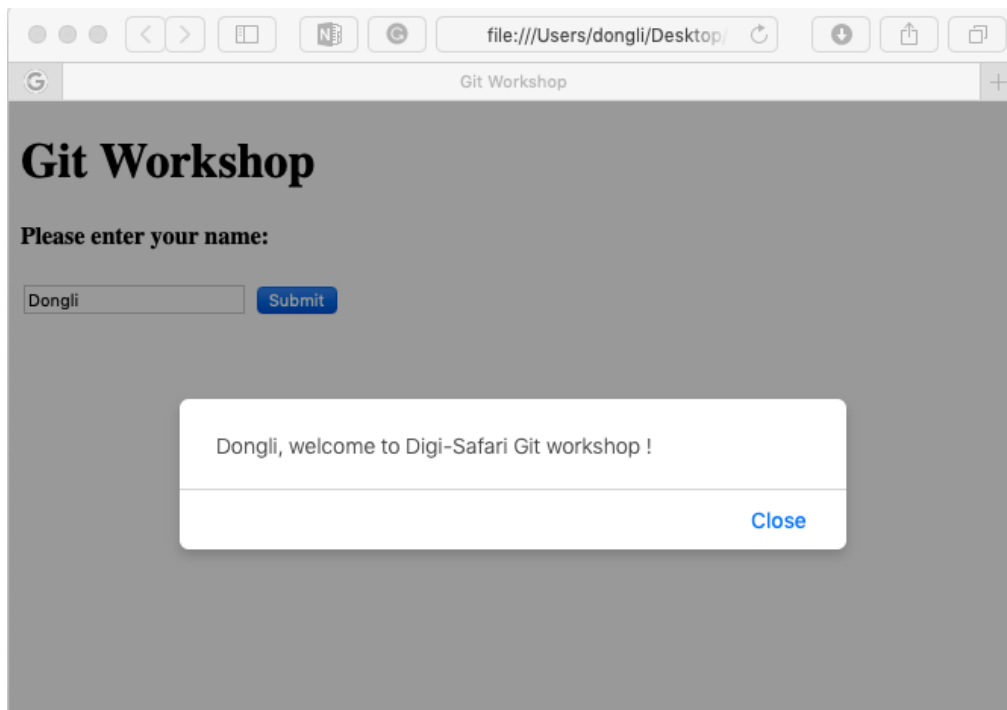 file:///Users/dongli/Desktop/
G
Git Workshop
Git Workshop
Please enter your name:
Dongli
Submit
Dongli, welcome to Digi-Safari Git workshop !
Close